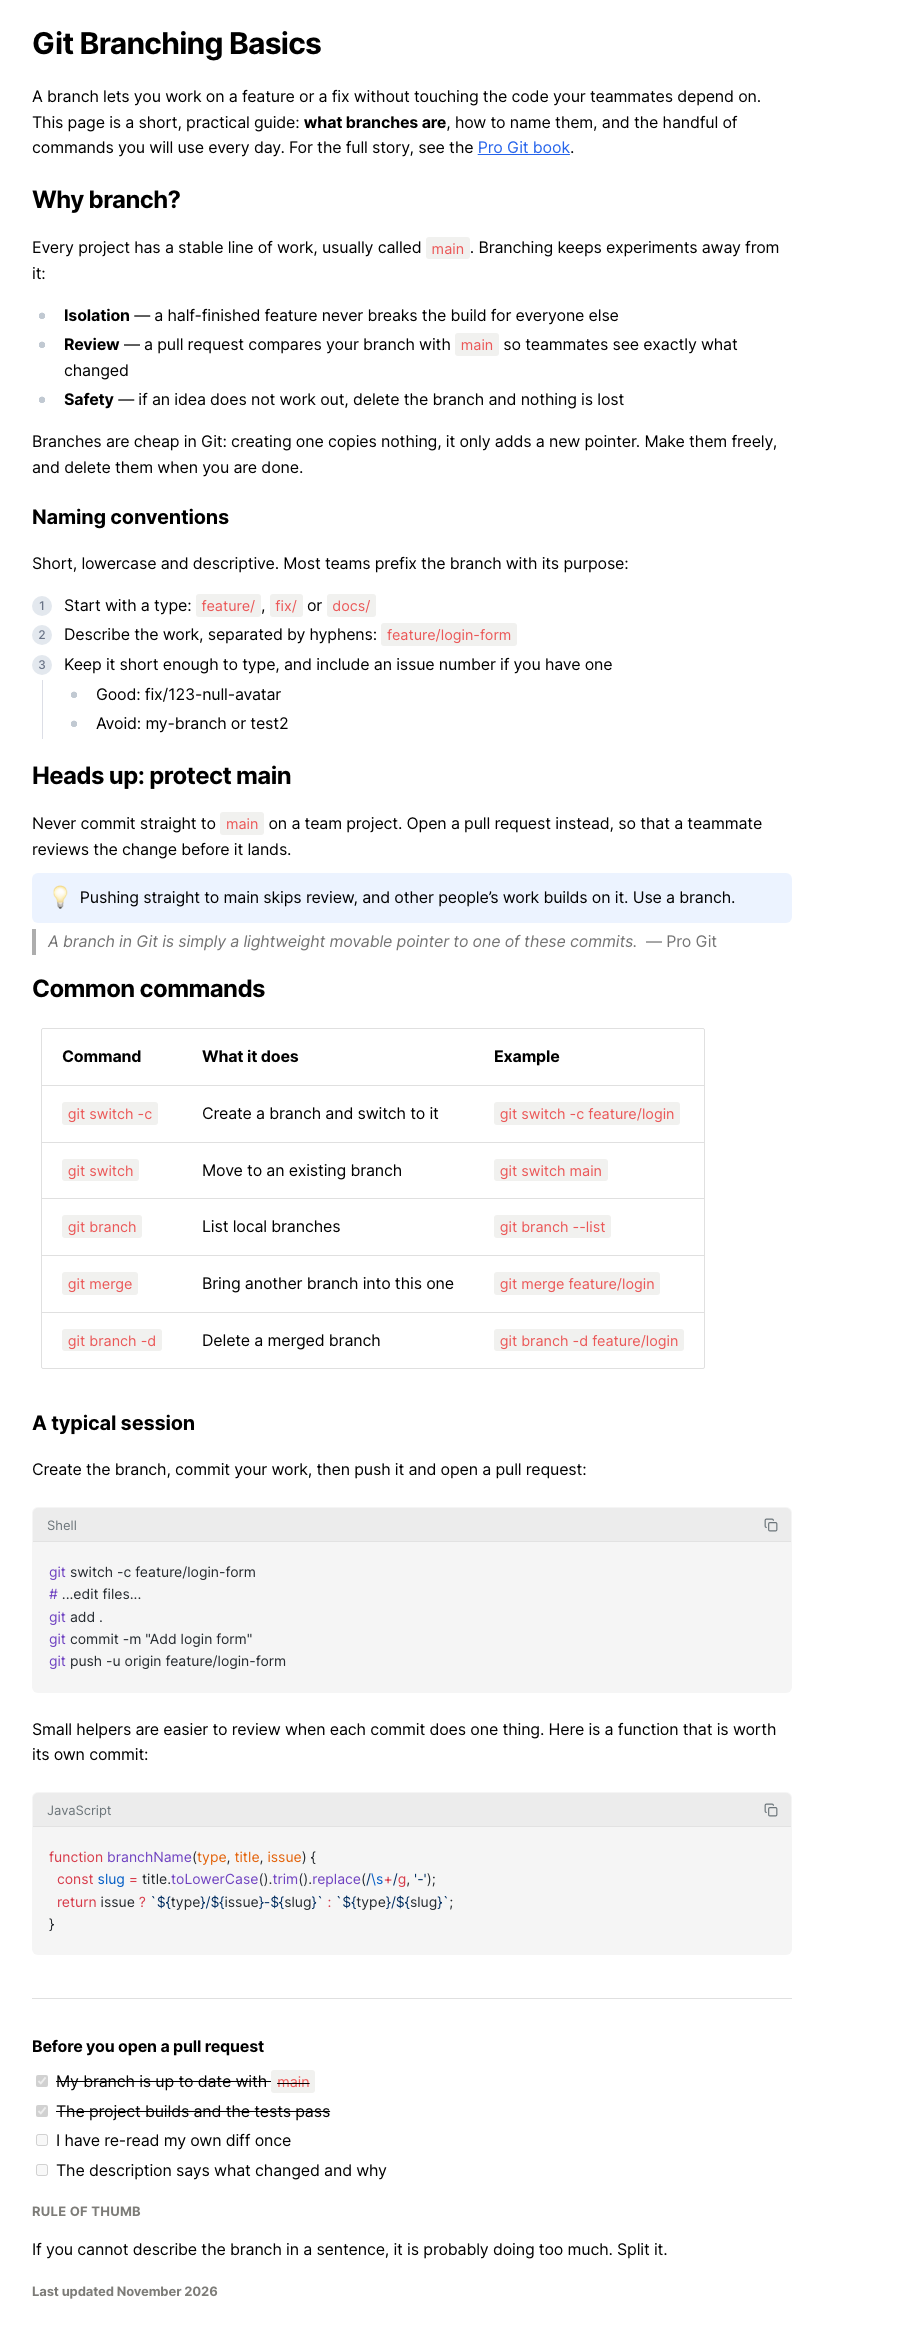 Git Branching Basics
A branch lets you work on a feature or a fix without touching the code your teammates depend on.
This page is a short, practical guide: what branches are, how to name them, and the handful of
commands you will use every day. For the full story, see the Pro Git book.
Why branch?
Every project has a stable line of work, usually called main. Branching keeps experiments away from
it:
Isolation — a half-finished feature never breaks the build for everyone else
Review — a pull request compares your branch with main so teammates see exactly what
changed
Safety — if an idea does not work out, delete the branch and nothing is lost
Branches are cheap in Git: creating one copies nothing, it only adds a new pointer. Make them freely,
and delete them when you are done.
Naming conventions
Short, lowercase and descriptive. Most teams prefix the branch with its purpose:
1 Start with a type: feature/, fix/ or docs/
2 Describe the work, separated by hyphens: feature/login-form
3 Keep it short enough to type, and include an issue number if you have one
Good: fix/123-null-avatar
Avoid: my-branch or test2
Heads up: protect main
Never commit straight to main on a team project. Open a pull request instead, so that a teammate
reviews the change before it lands.
💡 Pushing straight to main skips review, and other people’s work builds on it. Use a branch.
A branch in Git is simply a lightweight movable pointer to one of these commits. — Pro Git
Common commands
Command What it does Example
git switch -c Create a branch and switch to it git switch -c feature/login
git switch Move to an existing branch git switch main
git branch List local branches git branch --list
git merge Bring another branch into this one git merge feature/login
git branch -d Delete a merged branch git branch -d feature/login
A typical session
Create the branch, commit your work, then push it and open a pull request:
Shell
git switch -c feature/login-form
# …edit files…
git add .
git commit -m "Add login form"
git push -u origin feature/login-form
Small helpers are easier to review when each commit does one thing. Here is a function that is worth
its own commit:
JavaScript
function branchName(type, title, issue) {
  const slug = title.toLowerCase().trim().replace(/\s+/g, '-');
  return issue ? `${type}/${issue}-${slug}` : `${type}/${slug}`;
}
Before you open a pull request
My branch is up to date with main
The project builds and the tests pass
I have re-read my own diff once
The description says what changed and why
RULE OF THUMB
If you cannot describe the branch in a sentence, it is probably doing too much. Split it.
Last updated November 2026